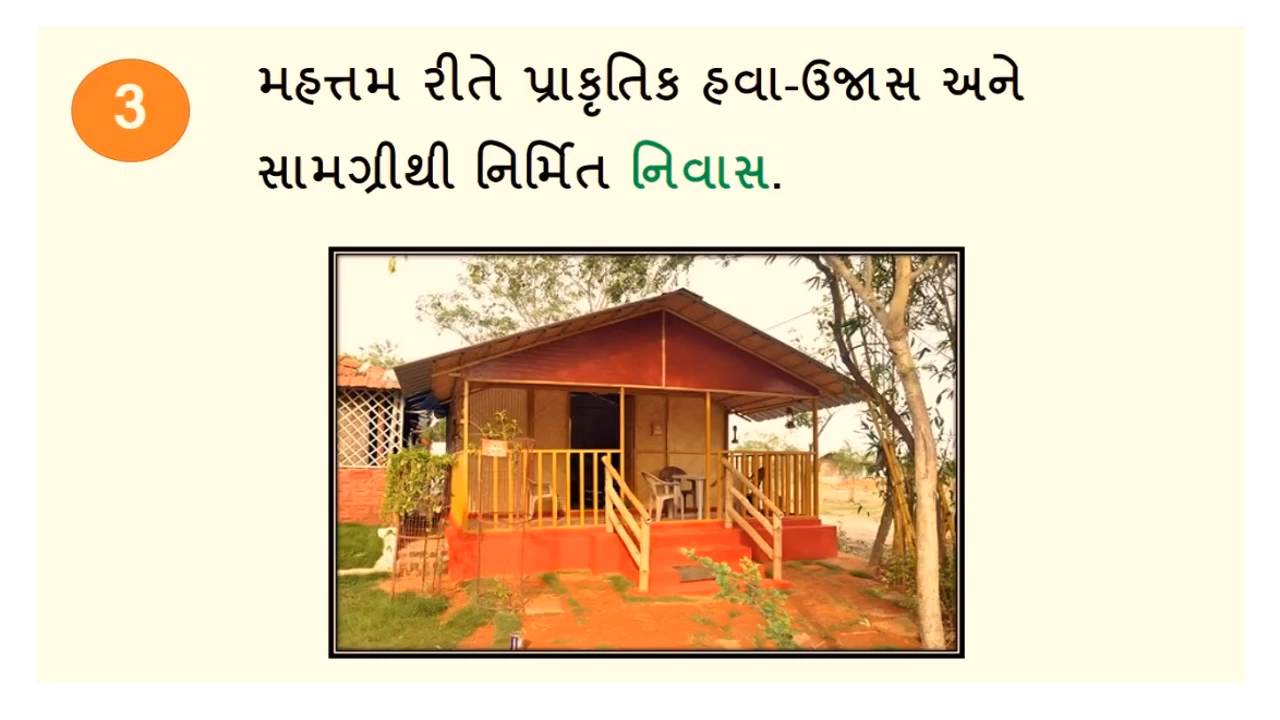 3
મહત્તમ રીતે પ્રાકૃતિક હવા-ઉજાસ અને
સામગ્રીથી નિર્મિત નિવાસ.